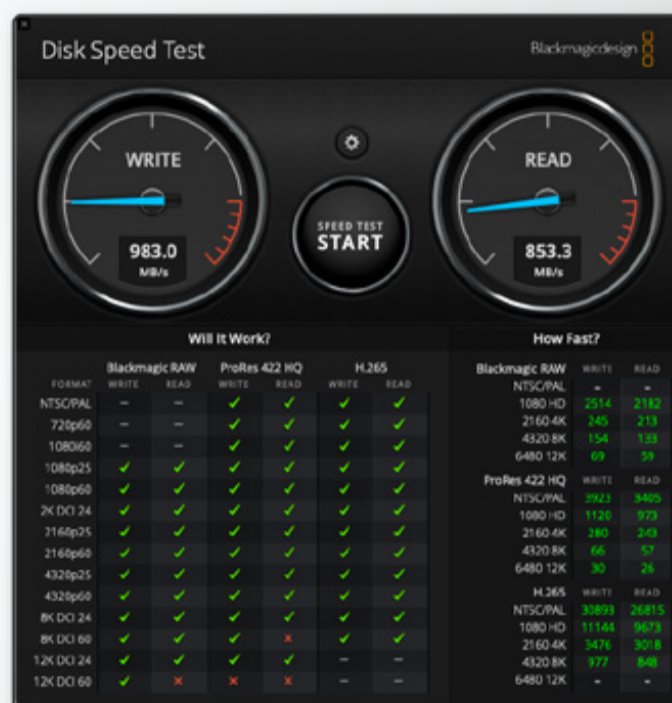 Disk Speed Test
Blackmagicdesign
WRITE
983.0
MB/s
SPEED TEST
START
READ
853.3
MB/s
Will It Work?
Blackmagic RAW ProRes 422 HQ H.265
FORMAT WRITE READ WRITE READ WRITE READ
NTSC/PAL – – ✓ ✓ ✓ ✓
720p60 – – ✓ ✓ ✓ ✓
1080i60 – – ✓ ✓ ✓ ✓
1080p25 ✓ ✓ ✓ ✓ ✓ ✓
1080p60 ✓ ✓ ✓ ✓ ✓ ✓
2K DCI 24 ✓ ✓ ✓ ✓ ✓ ✓
2160p25 ✓ ✓ ✓ ✓ ✓ ✓
2160p60 ✓ ✓ ✓ ✓ ✓ ✓
4320p25 ✓ ✓ ✓ ✓ ✓ ✓
4320p60 ✓ ✓ ✓ ✓ ✓ ✓
8K DCI 24 ✓ ✓ ✓ ✓ ✓ ✓
8K DCI 60 ✓ ✓ ✓ x ✓ ✓
12K DCI 24 ✓ ✓ ✓ ✓ – –
12K DCI 60 ✓ x x x – –
How Fast?
Blackmagic RAW WRITE READ
NTSC/PAL - -
1080 HD 2514 2182
2160 4K 245 213
4320 8K 154 133
6480 12K 69 59
ProRes 422 HQ WRITE READ
NTSC/PAL 3923 3405
1080 HD 1120 973
2160 4K 280 243
4320 8K 66 57
6480 12K 30 26
H.265 WRITE READ
NTSC/PAL 30893 26815
1080 HD 11144 9673
2160 4K 3476 3018
4320 8K 977 848
6480 12K - -